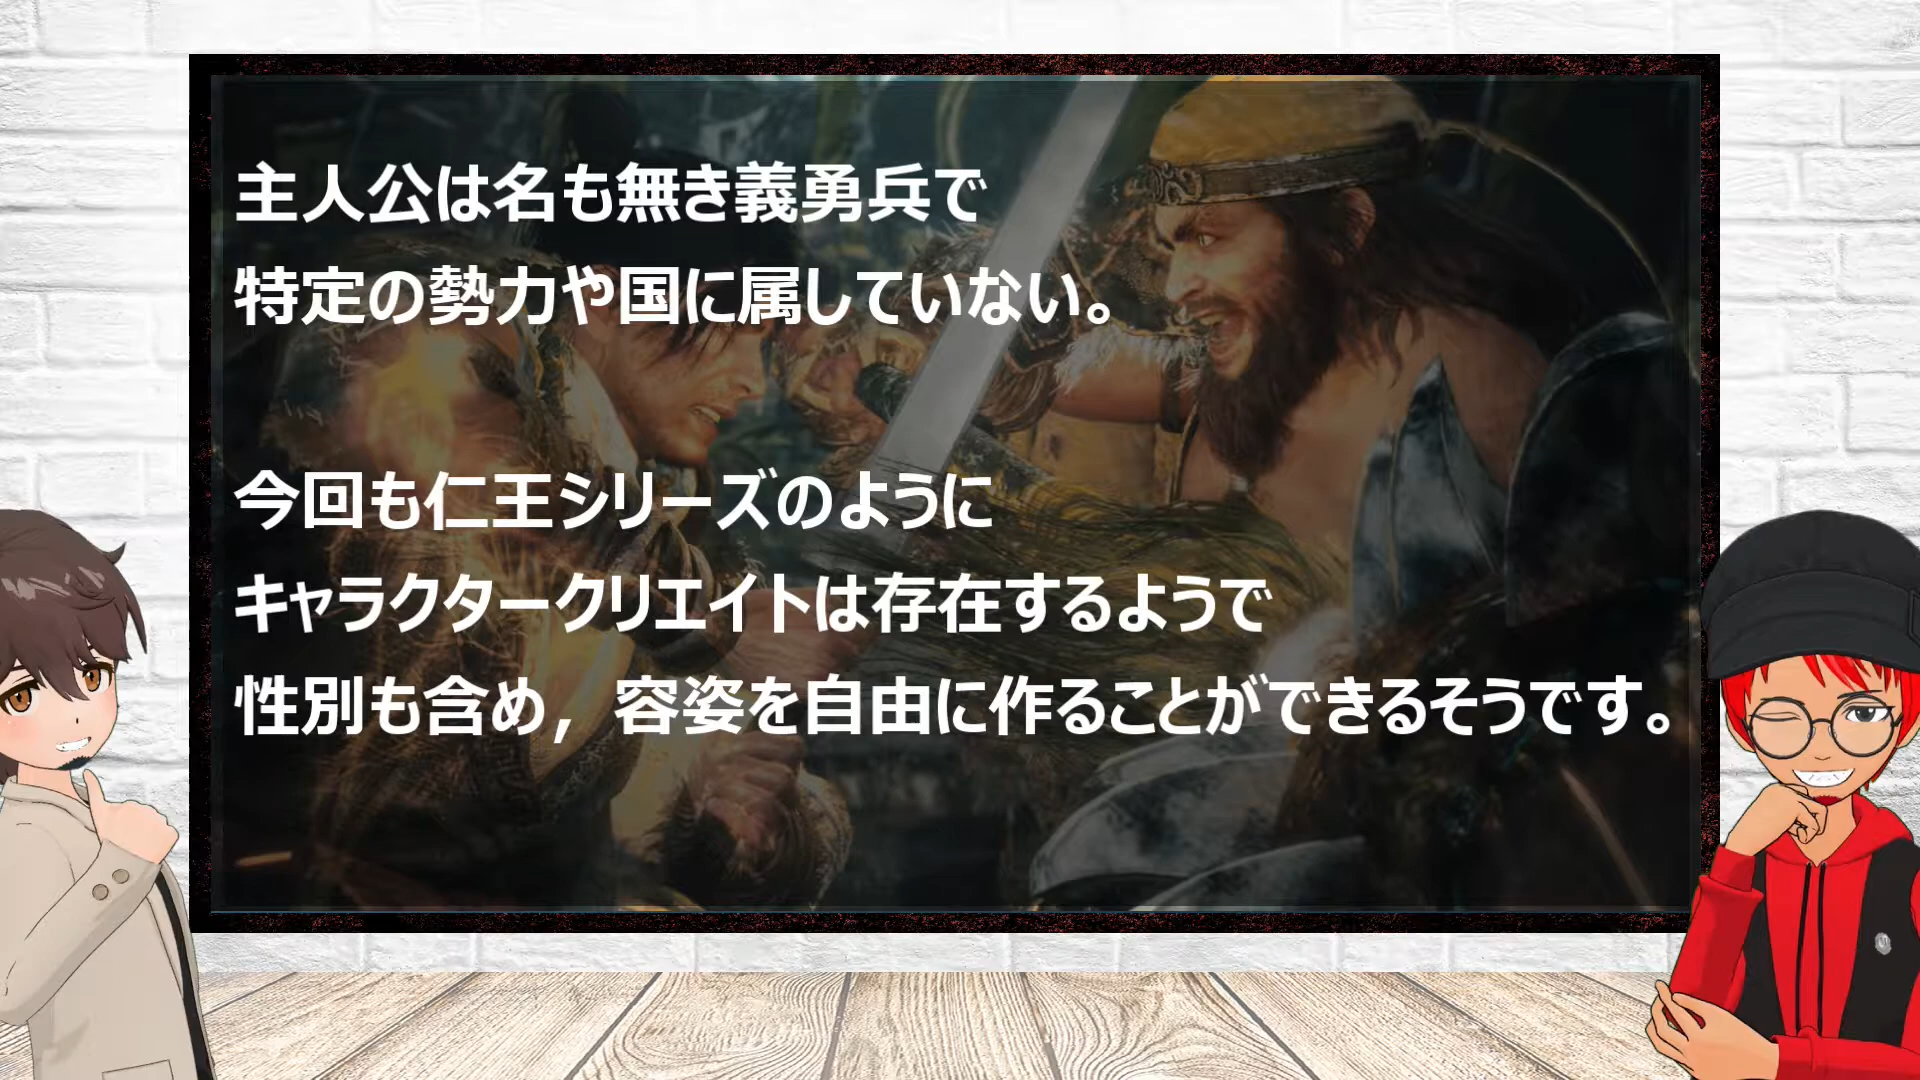 主人公は名も無き義勇兵で
特定の勢力や国に属していない。
今回も仁王シリーズのように
キャラクタークリエイトは存在するようで
性別も含め，容姿を自由に作ることができるそうです。